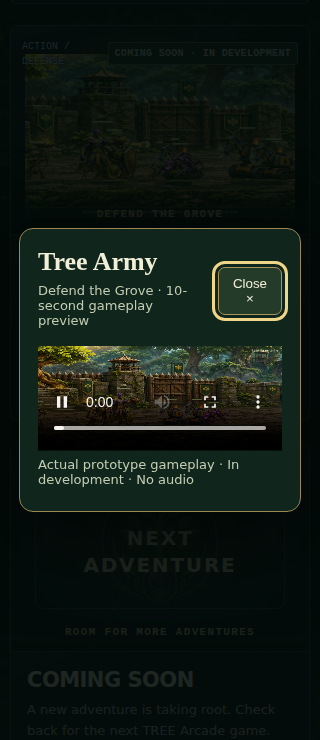 ACTION /
DEFENSE
COMING SOON · IN DEVELOPMENT
DEFEND THE GROVE
Tree Army
Defend the Grove · 10-
second gameplay
preview
Close
×
0:00
Actual prototype gameplay · In
development · No audio
NEXT
ADVENTURE
ROOM FOR MORE ADVENTURES
COMING SOON
A new adventure is taking root. Check
back for the next TREE Arcade game.